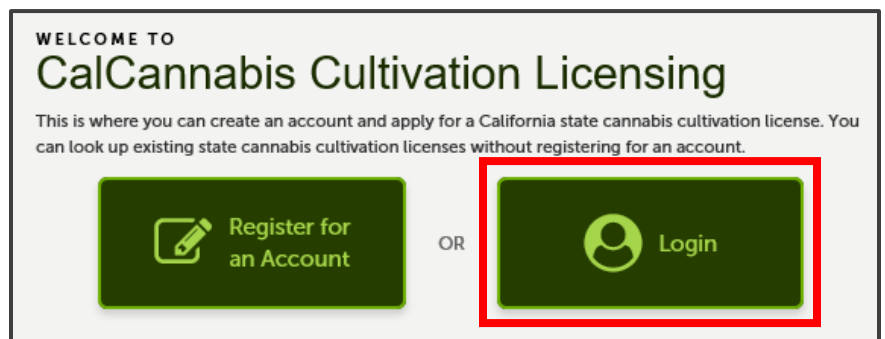 WELCOME TO
CalCannabis Cultivation Licensing
This is where you can create an account and apply for a California state cannabis cultivation license. You
can look up existing state cannabis cultivation licenses without registering for an account.
Register for
an Account
OR
Login